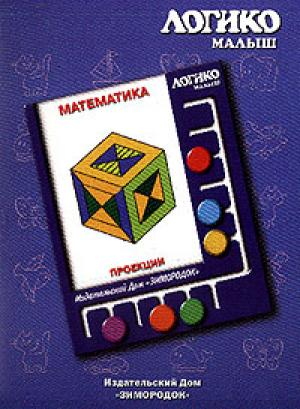 ЛОГИКО
МАЛЫШ
МАТЕМАТИКА
ЛОГИКО
МАЛЫШ
ПРОЕКЦИИ
Издательский Дом «ЗИМОРОДОК»
Издательский Дом
«ЗИМОРОДОК»